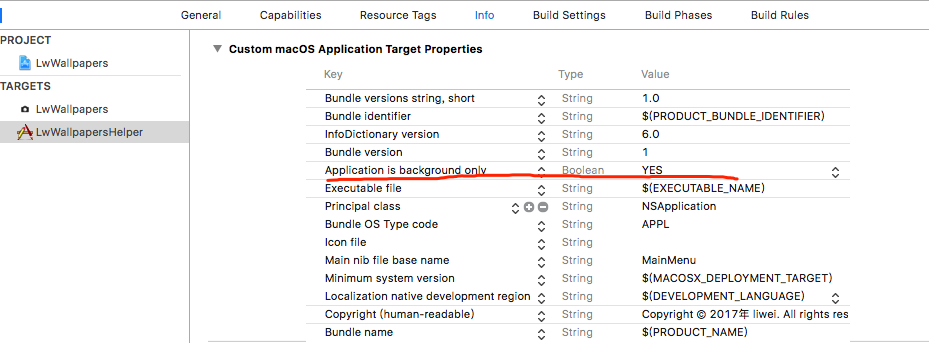 General Capabilities Resource Tags Info Build Settings Build Phases Build Rules
PROJECT
LwWallpapers
TARGETS
LwWallpapers
LwWallpapersHelper
Custom macOS Application Target Properties
Key Type Value
Bundle versions string, short String 1.0
Bundle identifier String $(PRODUCT_BUNDLE_IDENTIFIER)
InfoDictionary version String 6.0
Bundle version String 1
Application is background only Boolean YES
Executable file String $(EXECUTABLE_NAME)
Principal class String NSApplication
Bundle OS Type code String APPL
Icon file String
Main nib file base name String MainMenu
Minimum system version String $(MACOSX_DEPLOYMENT_TARGET)
Localization native development region String $(DEVELOPMENT_LANGUAGE)
Copyright (human-readable) String Copyright © 2017年 liwei. All rights res
Bundle name String $(PRODUCT_NAME)